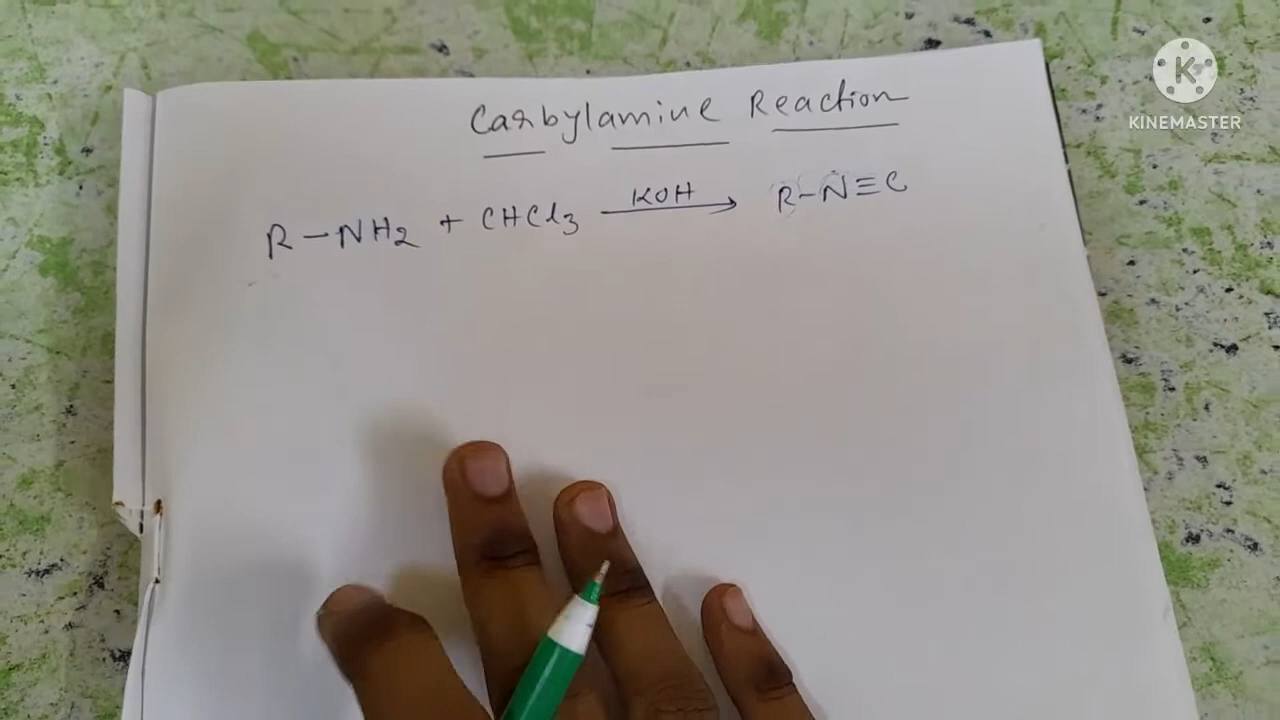 Carbylamine Reaction
R-NH2 + CHCl3 KOH→ R-N≡C
K
KINEMASTER